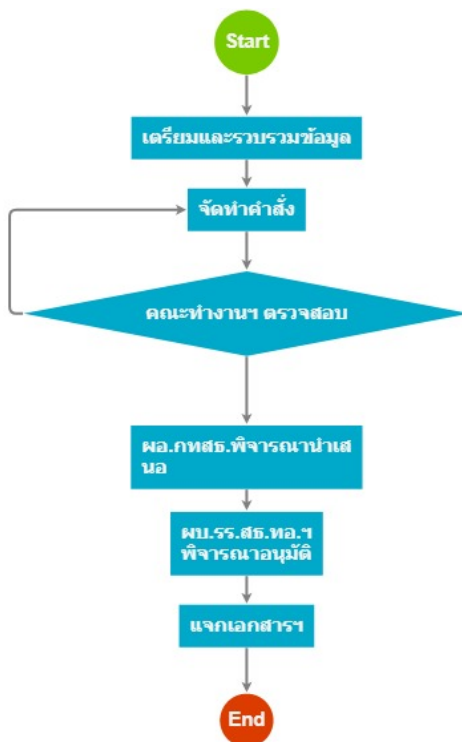 Start
เตรียมและรวบรวมข้อมูล
จัดทำคำสั่ง
คณะทำงานฯ ตรวจสอบ
ผอ.กทสธ.พิจารณานำเส
นอ
ผบ.รร.สธ.ทอ.ฯ
พิจารณาอนุมัติ
แจกเอกสารฯ
End